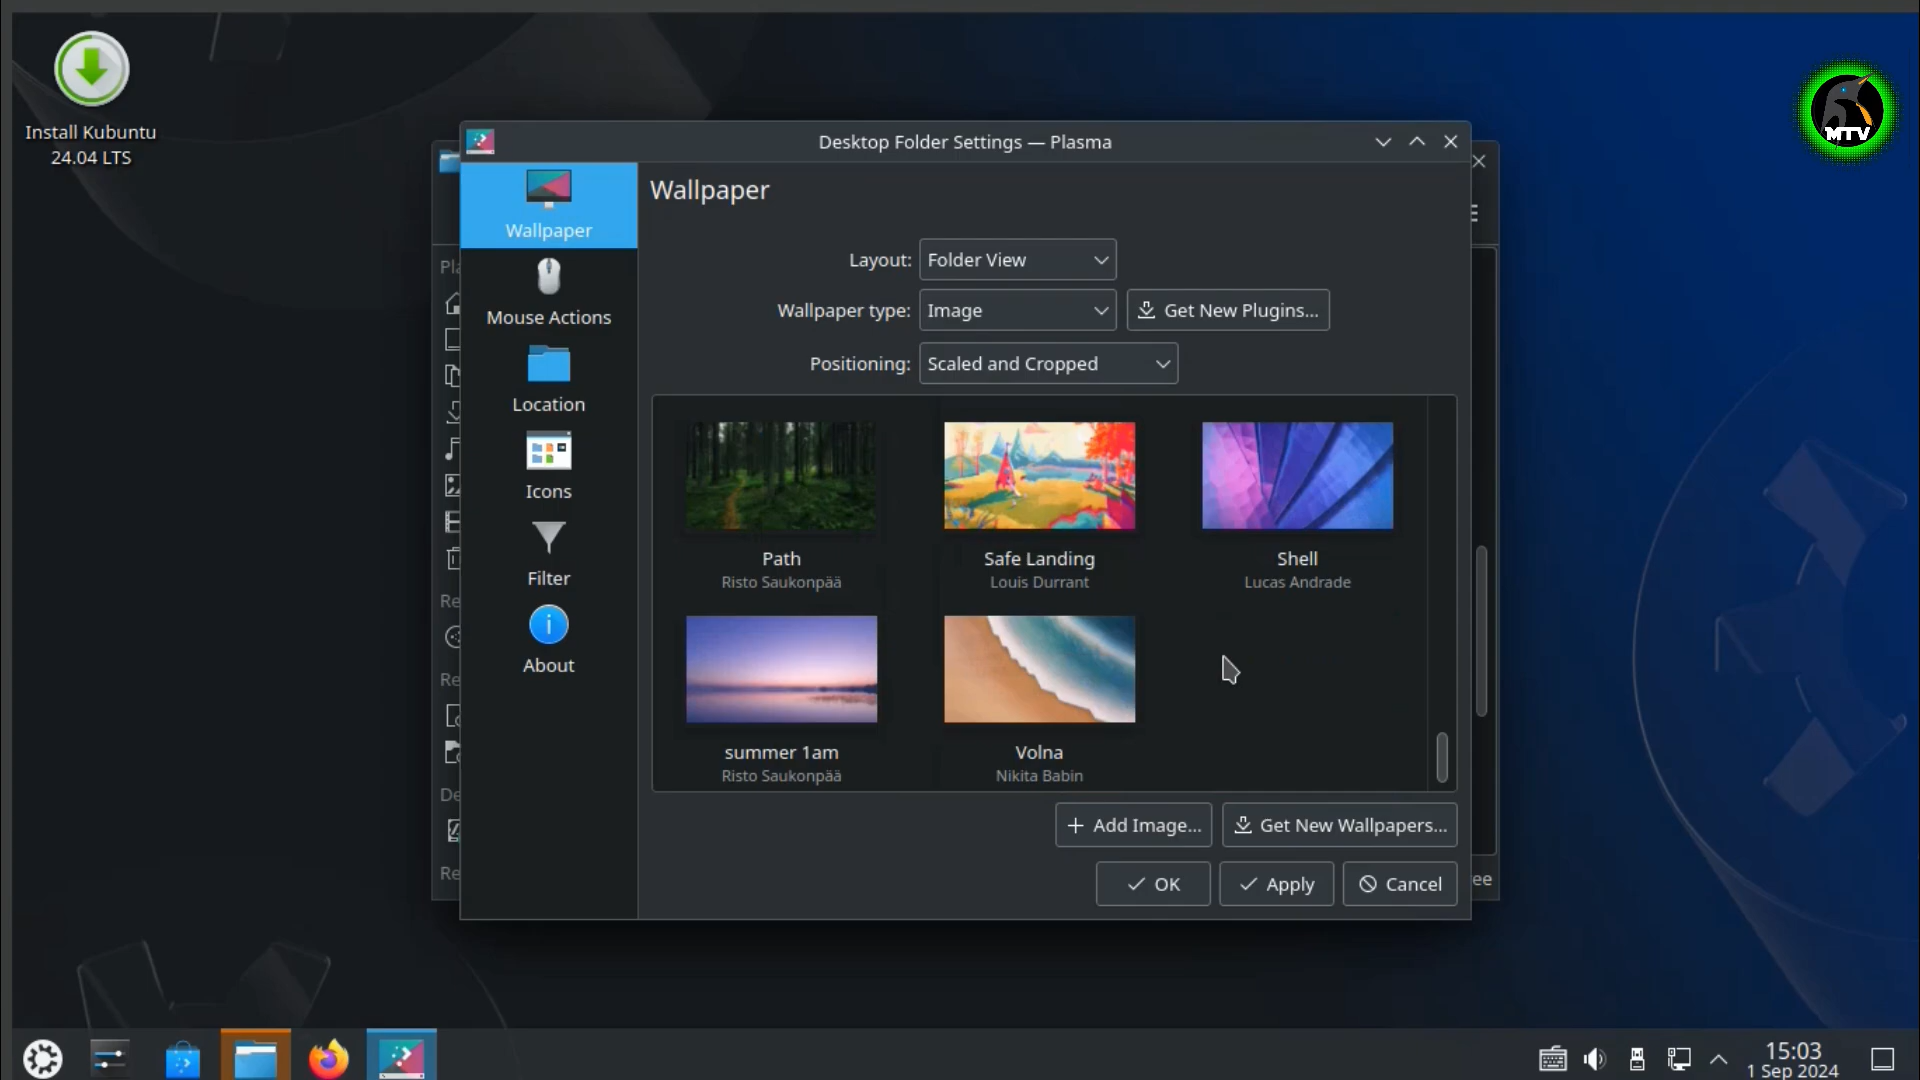 Install Kubuntu
24.04 LTS
MTV
Desktop Folder Settings — Plasma
Wallpaper
Mouse Actions
Location
Icons
Filter
About
Wallpaper
Layout: Folder View
Wallpaper type: Image Get New Plugins...
Positioning: Scaled and Cropped
Path
Risto Saukonpää
Safe Landing
Louis Durrant
Shell
Lucas Andrade
summer 1am
Risto Saukonpää
Volna
Nikita Babin
Add Image... Get New Wallpapers...
OK Apply Cancel
15:03
1 Sep 2024